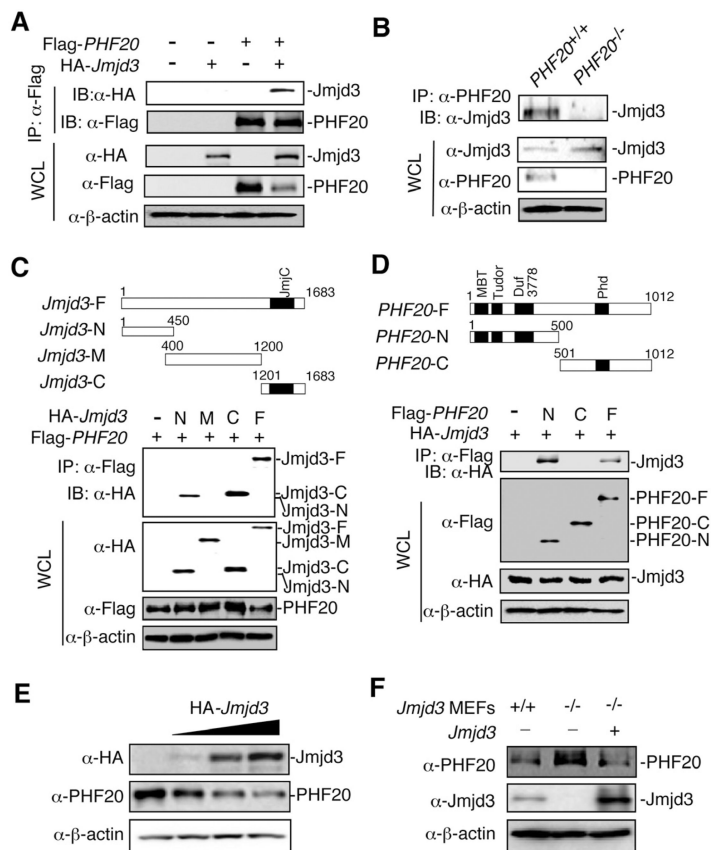 A
Flag-PHF20 - - + +
HA-Jmjd3 - + - +
IP: α-Flag
IB:α-HA -Jmjd3
IB: α-Flag -PHF20
WCL
α-HA -Jmjd3
α-Flag -PHF20
α-β-actin
B
PHF20+/+ PHF20-/-
IP: α-PHF20
IB: α-Jmjd3 -Jmjd3
WCL
α-Jmjd3 -Jmjd3
α-PHF20 -PHF20
α-β-actin
C
JmjC
1 1683
Jmjd3-F
1 450
Jmjd3-N
400 1200
Jmjd3-M
1201 1683
Jmjd3-C
HA-Jmjd3 - N M C F
Flag-PHF20 + + + + +
IP: α-Flag
IB: α-HA
-Jmjd3-F
-Jmjd3-C
Jmjd3-N
WCL
α-HA
-Jmjd3-F
-Jmjd3-M
-Jmjd3-C
Jmjd3-N
α-Flag -PHF20
α-β-actin
D
MBT Tudor Duf 3778 Phd
1 1012
PHF20-F
1 500
PHF20-N
501 1012
PHF20-C
Flag-PHF20 - N C F
HA-Jmjd3 + + + +
IP: α-Flag
IB: α-HA -Jmjd3
WCL
α-Flag
-PHF20-F
-PHF20-C
-PHF20-N
α-HA -Jmjd3
α-β-actin
E
HA-Jmjd3
α-HA -Jmjd3
α-PHF20 -PHF20
α-β-actin
F
Jmjd3 MEFs +/+ -/- -/-
Jmjd3 – – +
α-PHF20 -PHF20
α-Jmjd3 -Jmjd3
α-β-actin